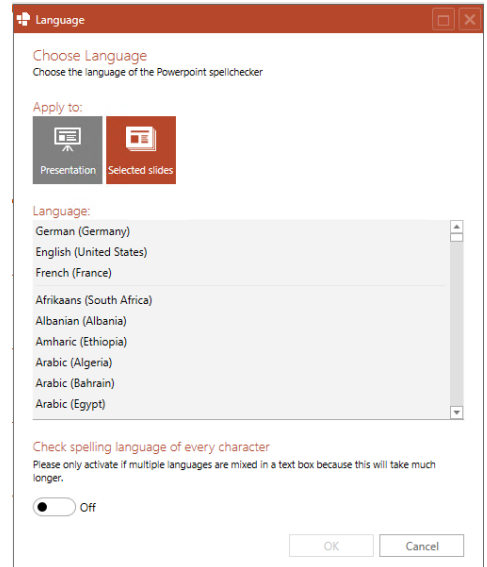 Language
Choose Language
Choose the language of the Powerpoint spellchecker
Apply to:
Presentation
Selected slides
Language:
German (Germany)
English (United States)
French (France)
Afrikaans (South Africa)
Albanian (Albania)
Amharic (Ethiopia)
Arabic (Algeria)
Arabic (Bahrain)
Arabic (Egypt)
Check spelling language of every character
Please only activate if multiple languages are mixed in a text box because this will take much
longer.
Off
OK
Cancel